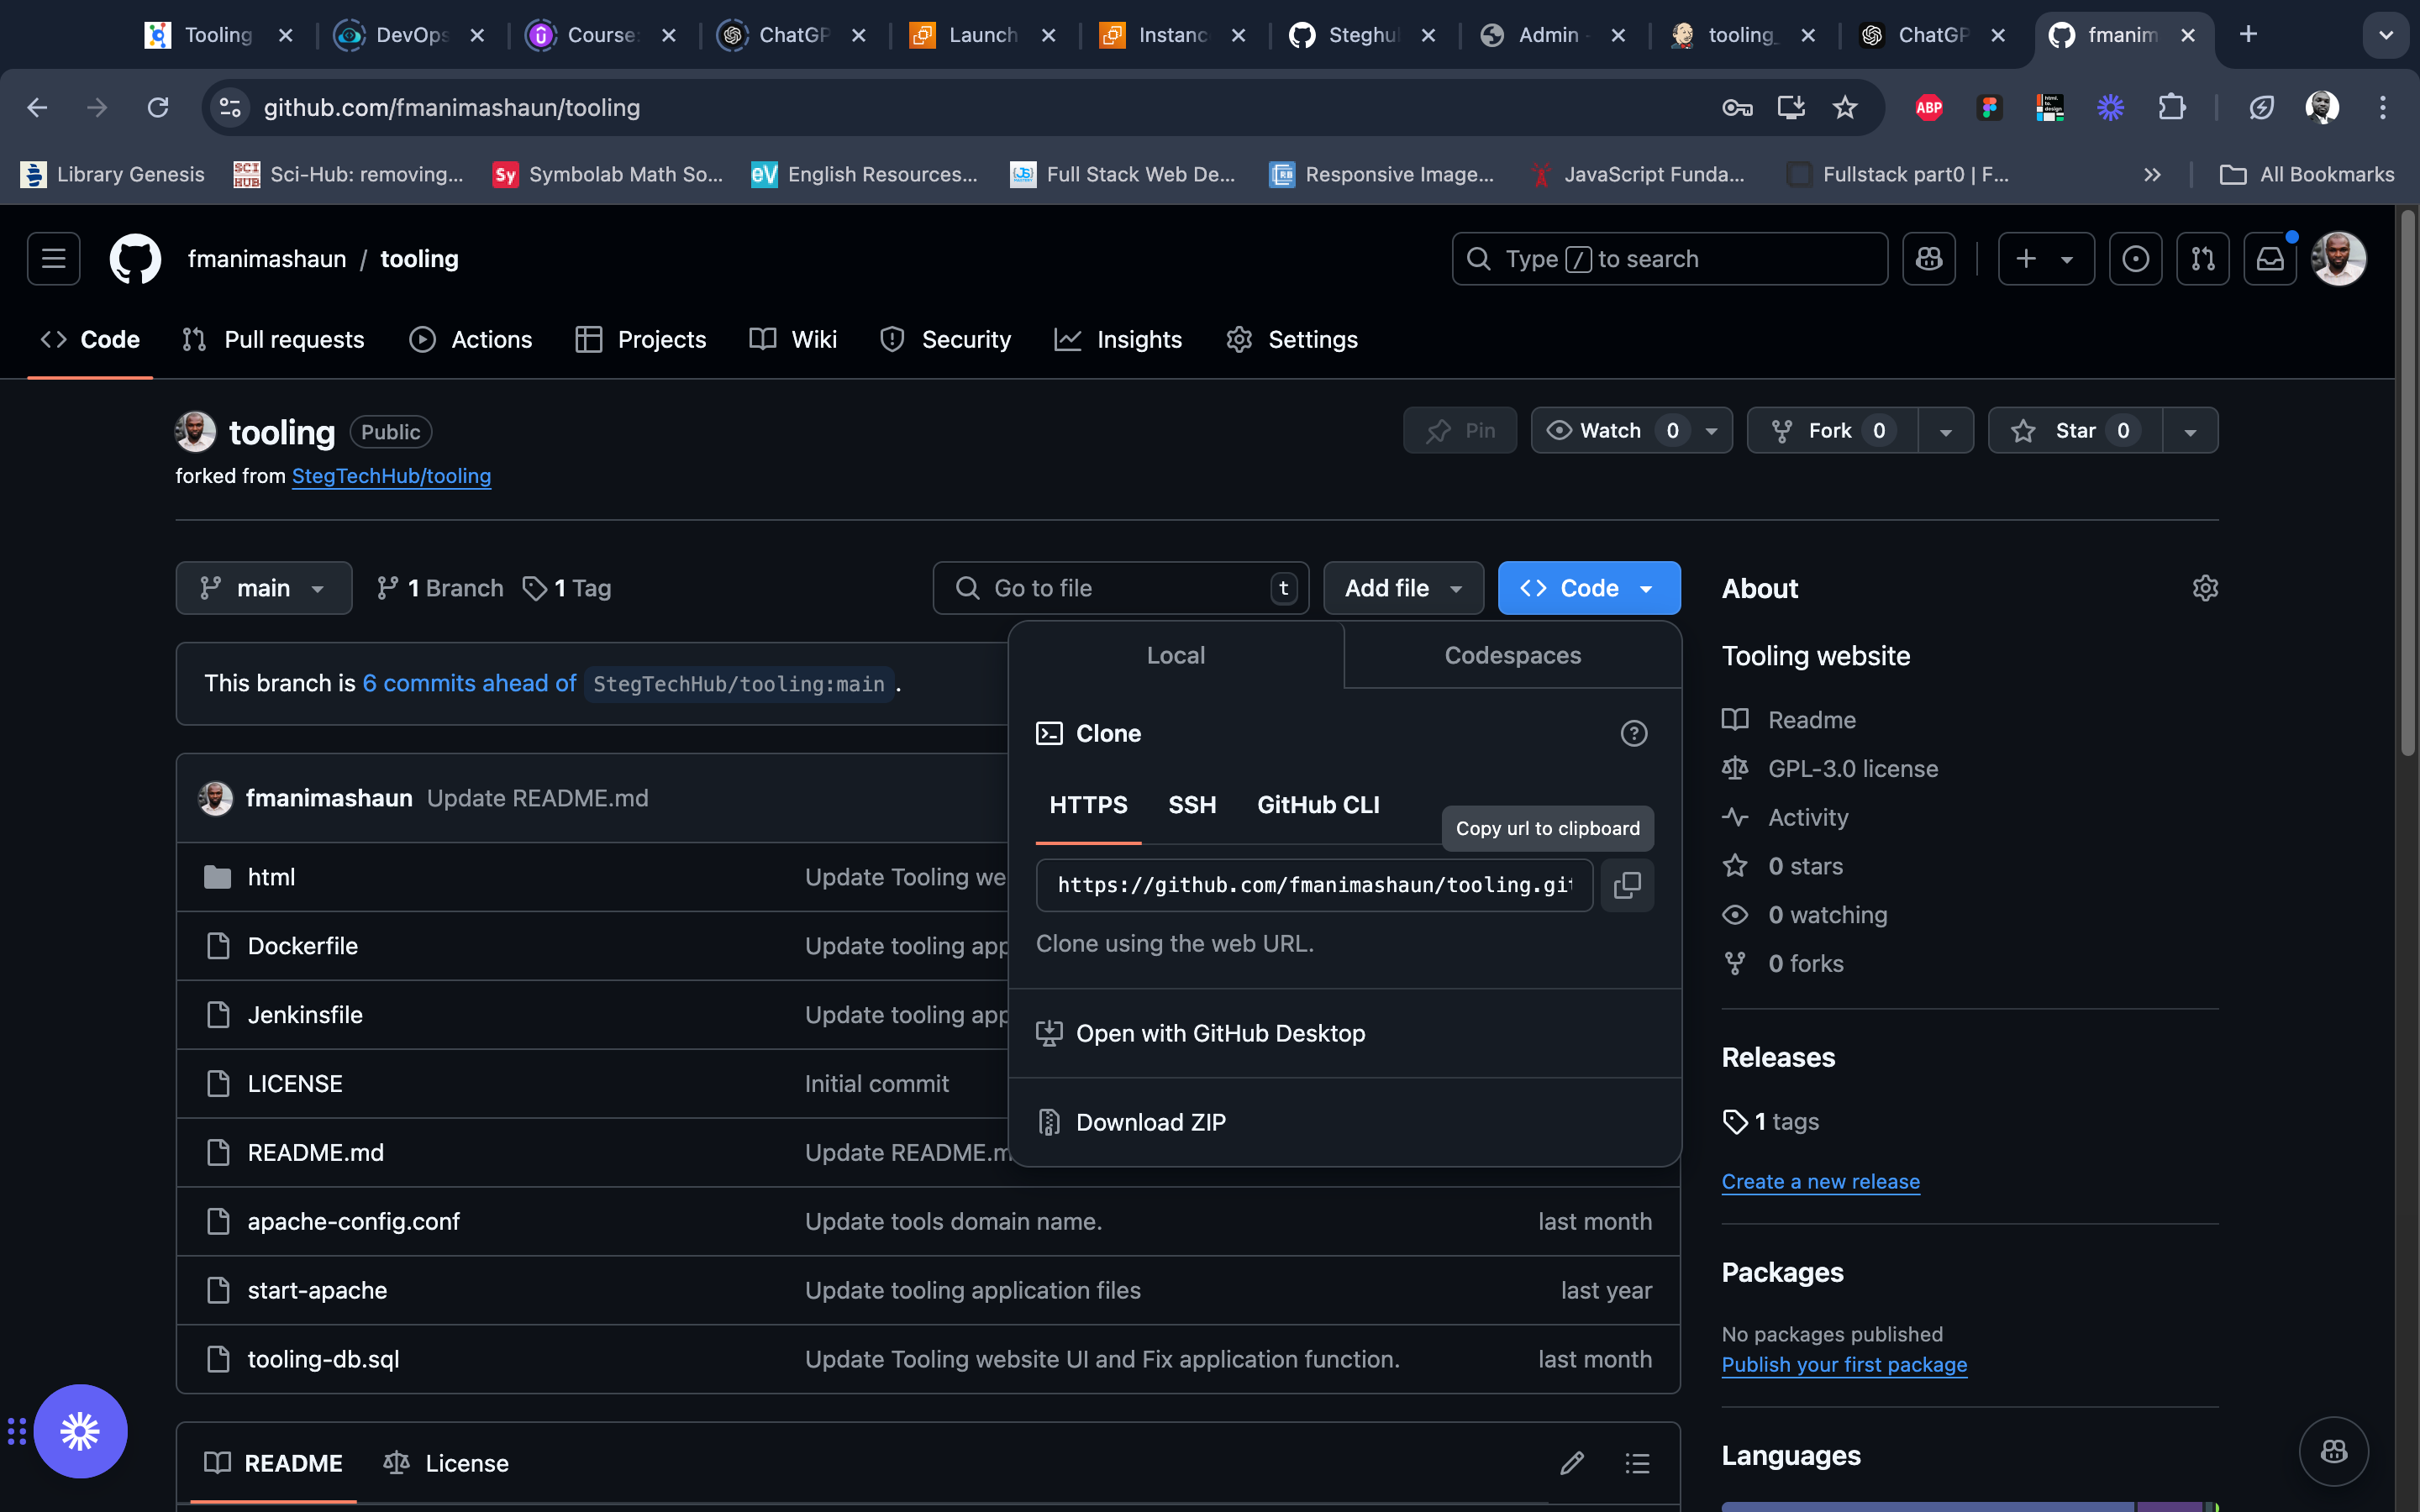 Tooling
DevOps
Course:
ChatGP
Launch
Instanc
Steghu
Admin -
tooling_
ChatGP
fmanim
github.com/fmanimashaun/tooling
ABP
Library Genesis
SCI HUB
Sci-Hub: removing...
Sy
Symbolab Math So...
eV
English Resources...
Full Stack Web De...
RB
Responsive Image...
JavaScript Funda...
Fullstack part0 | F...
All Bookmarks
fmanimashaun / tooling
Type / to search
Code
Pull requests
Actions
Projects
Wiki
Security
Insights
Settings
tooling
Public
Pin
Watch 0
Fork 0
Star 0
forked from StegTechHub/tooling
main
1 Branch
1 Tag
Go to file
t
Add file
Code
About
Local
Codespaces
Tooling website
This branch is 6 commits ahead of StegTechHub/tooling:main .
Clone
Readme
GPL-3.0 license
fmanimashaun Update README.md
HTTPS
SSH
GitHub CLI
Copy url to clipboard
Activity
html
Update Tooling we
https://github.com/fmanimashaun/tooling.git
0 stars
0 watching
Dockerfile
Update tooling app
Clone using the web URL.
0 forks
Jenkinsfile
Update tooling app
Open with GitHub Desktop
Releases
LICENSE
Initial commit
Download ZIP
1 tags
README.md
Update README.m
Create a new release
apache-config.conf
Update tools domain name.
last month
Packages
start-apache
Update tooling application files
last year
No packages published
tooling-db.sql
Update Tooling website UI and Fix application function.
last month
Publish your first package
README
License
Languages